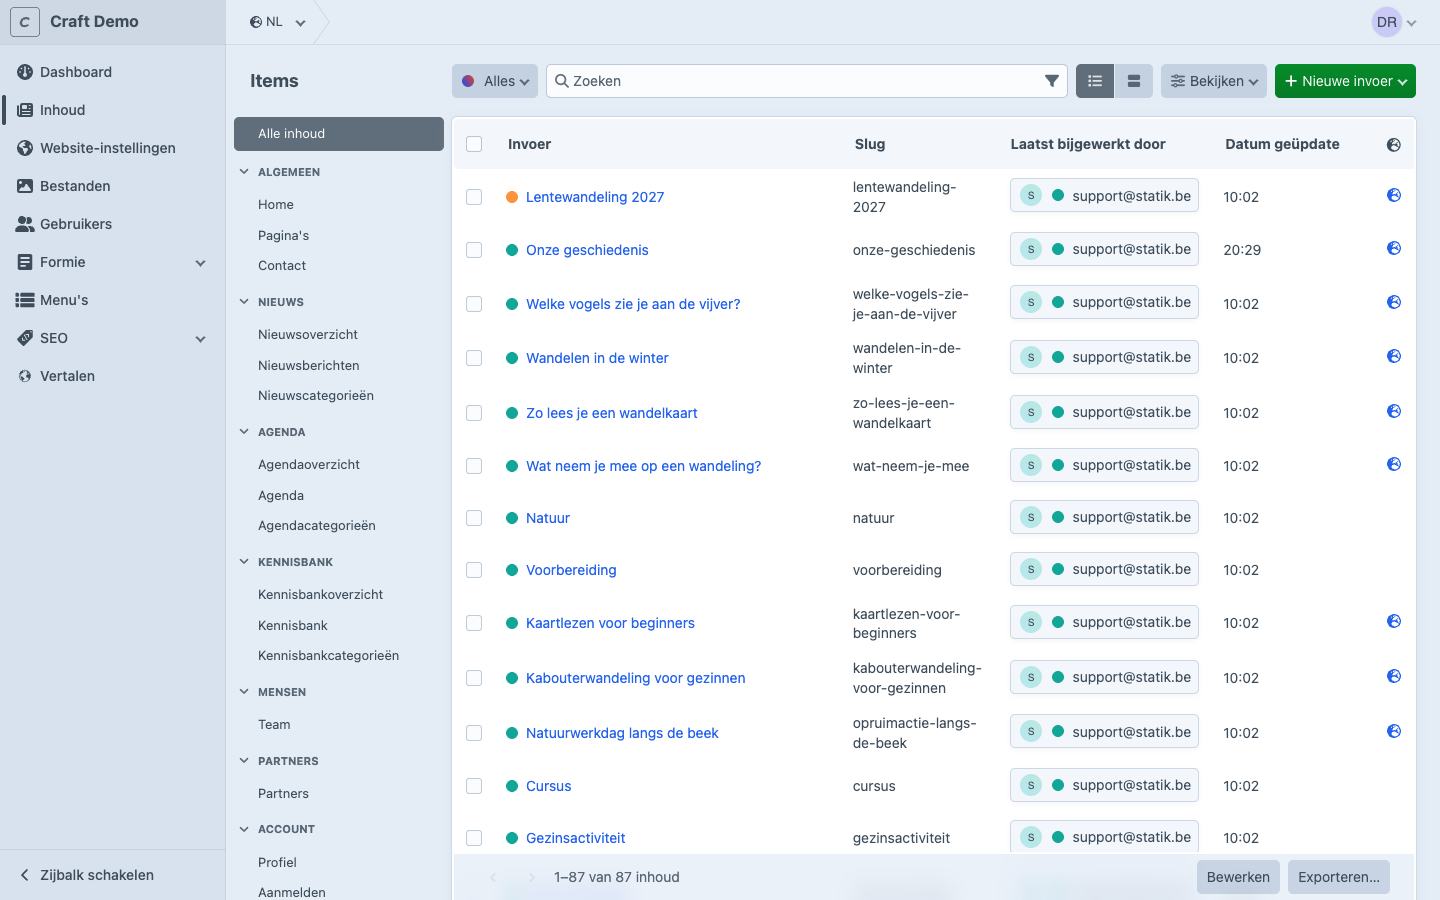 C Craft Demo
NL
DR
Dashboard
Inhoud
Website-instellingen
Bestanden
Gebruikers
Formie
Menu's
SEO
Vertalen
Zijbalk schakelen
Items
Alles
Zoeken
Bekijken
Nieuwe invoer
Alle inhoud
ALGEMEEN
Home
Pagina's
Contact
NIEUWS
Nieuwsoverzicht
Nieuwsberichten
Nieuwscategorieën
AGENDA
Agendaoverzicht
Agenda
Agendacategorieën
KENNISBANK
Kennisbankoverzicht
Kennisbank
Kennisbankcategorieën
MENSEN
Team
PARTNERS
Partners
ACCOUNT
Profiel
Aanmelden
Invoer Slug Laatst bijgewerkt door Datum geüpdate
Lentewandeling 2027 lentewandeling-2027 S support@statik.be 10:02
Onze geschiedenis onze-geschiedenis S support@statik.be 20:29
Welke vogels zie je aan de vijver? welke-vogels-zie-je-aan-de-vijver S support@statik.be 10:02
Wandelen in de winter wandelen-in-de-winter S support@statik.be 10:02
Zo lees je een wandelkaart zo-lees-je-een-wandelkaart S support@statik.be 10:02
Wat neem je mee op een wandeling? wat-neem-je-mee S support@statik.be 10:02
Natuur natuur S support@statik.be 10:02
Voorbereiding voorbereiding S support@statik.be 10:02
Kaartlezen voor beginners kaartlezen-voor-beginners S support@statik.be 10:02
Kabouterwandeling voor gezinnen kabouterwandeling-voor-gezinnen S support@statik.be 10:02
Natuurwerkdag langs de beek opruimactie-langs-de-beek S support@statik.be 10:02
Cursus cursus S support@statik.be 10:02
Gezinsactiviteit gezinsactiviteit S support@statik.be 10:02
1–87 van 87 inhoud
Bewerken
Exporteren...